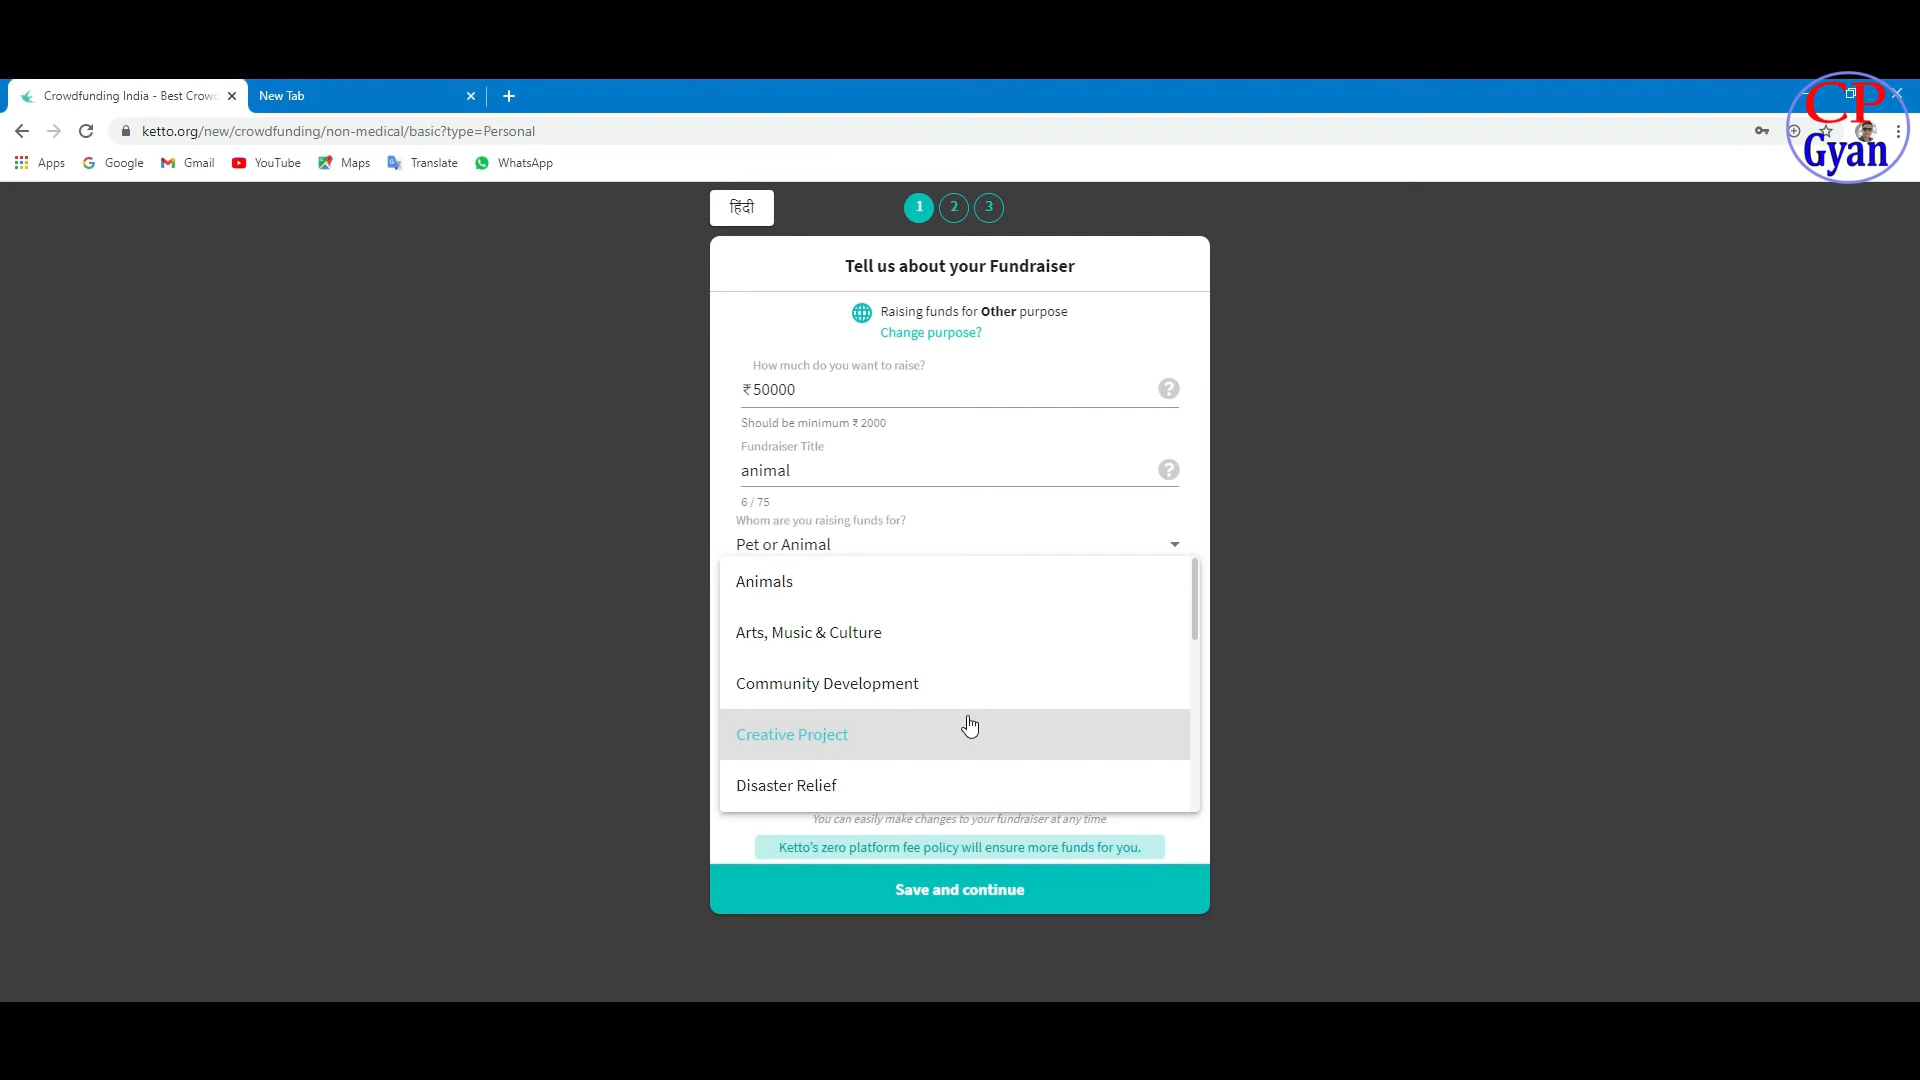 Crowdfunding India - Best Crow
New Tab
ketto.org/new/crowdfunding/non-medical/basic?type=Personal
CP
Gyan
Apps
Google
Gmail
YouTube
Maps
Translate
WhatsApp
हिंदी
1
2
3
Tell us about your Fundraiser
Raising funds for Other purpose
Change purpose?
How much do you want to raise?
₹50000
?
Should be minimum ₹ 2000
Fundraiser Title
animal
?
6 / 75
Whom are you raising funds for?
Pet or Animal
Animals
Arts, Music & Culture
Community Development
Creative Project
Disaster Relief
You can easily make changes to your fundraiser at any time
Ketto's zero platform fee policy will ensure more funds for you.
Save and continue